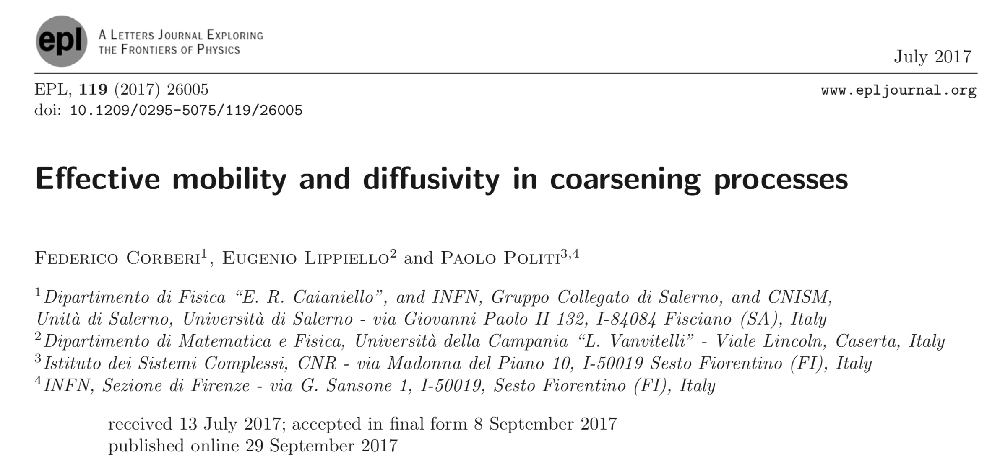 epl
A Letters Journal Exploring
the Frontiers of Physics
July 2017
EPL, 119 (2017) 26005
www.epljournal.org
doi: 10.1209/0295-5075/119/26005
Effective mobility and diffusivity in coarsening processes
Federico Corberi1, Eugenio Lippiello2 and Paolo Politi3,4
1 Dipartimento di Fisica “E. R. Caianiello”, and INFN, Gruppo Collegato di Salerno, and CNISM,
Unità di Salerno, Università di Salerno - via Giovanni Paolo II 132, I-84084 Fisciano (SA), Italy
2 Dipartimento di Matematica e Fisica, Università della Campania “L. Vanvitelli” - Viale Lincoln, Caserta, Italy
3 Istituto dei Sistemi Complessi, CNR - via Madonna del Piano 10, I-50019 Sesto Fiorentino (FI), Italy
4 INFN, Sezione di Firenze - via G. Sansone 1, I-50019, Sesto Fiorentino (FI), Italy
received 13 July 2017; accepted in final form 8 September 2017
published online 29 September 2017